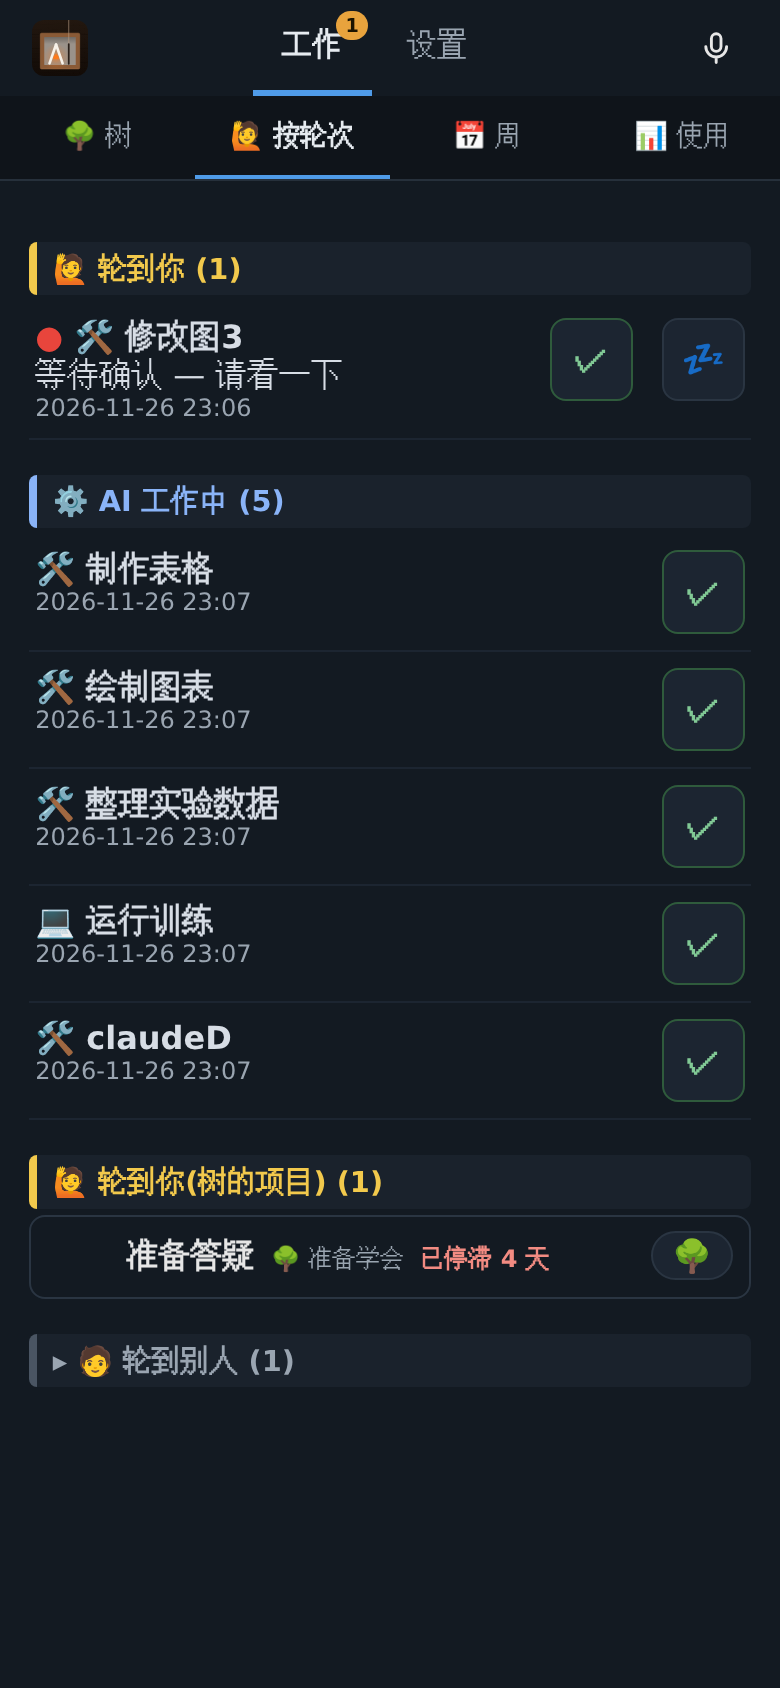 工作 1 设置
树 按轮次 周 使用
轮到你 (1)
修改图3
等待确认 — 请看一下
2026-11-26 23:06
AI 工作中 (5)
制作表格
2026-11-26 23:07
绘制图表
2026-11-26 23:07
整理实验数据
2026-11-26 23:07
运行训练
2026-11-26 23:07
claudeD
2026-11-26 23:07
轮到你(树的项目) (1)
准备答疑 准备学会 已停滞 4 天
轮到别人 (1)